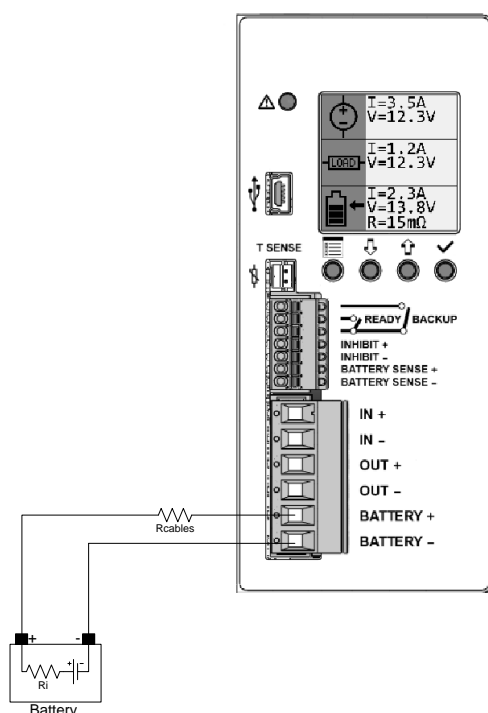 I=3.5A
V=12.3V
LOAD
I=1.2A
V=12.3V
I=2.3A
V=13.8V
R=15mΩ
T SENSE
READY
BACKUP
INHIBIT +
INHIBIT –
BATTERY SENSE +
BATTERY SENSE –
IN +
IN –
OUT +
OUT –
BATTERY +
BATTERY –
Rcables
+ -
+ -
Ri
Battery